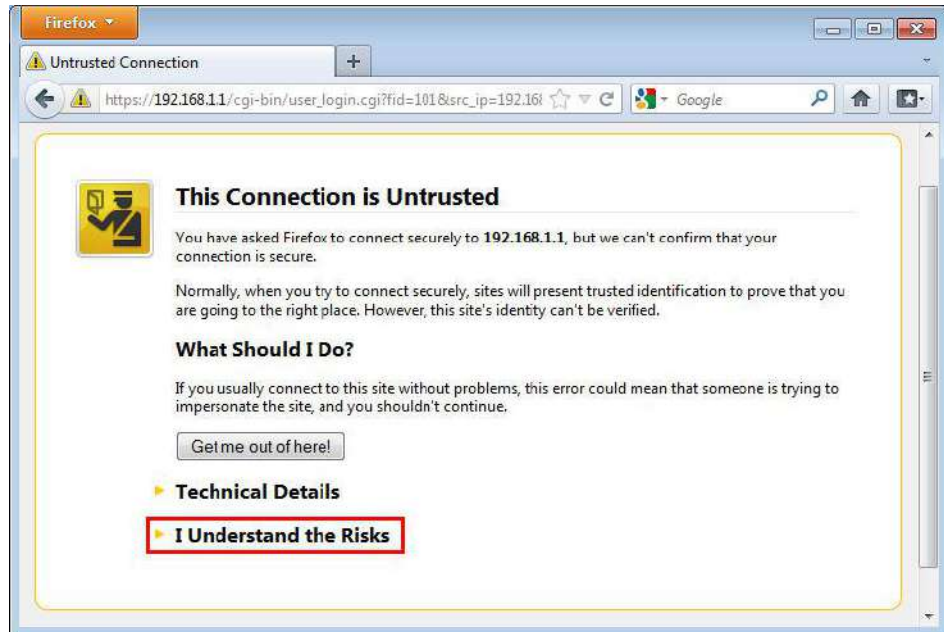 Firefox
Untrusted Connection
https://192.168.1.1/cgi-bin/user_login.cgi?fid=101&src_ip=192.168
Google
This Connection is Untrusted
You have asked Firefox to connect securely to 192.168.1.1, but we can't confirm that your
connection is secure.
Normally, when you try to connect securely, sites will present trusted identification to prove that you
are going to the right place. However, this site's identity can't be verified.
What Should I Do?
If you usually connect to this site without problems, this error could mean that someone is trying to
impersonate the site, and you shouldn't continue.
Get me out of here!
Technical Details
I Understand the Risks